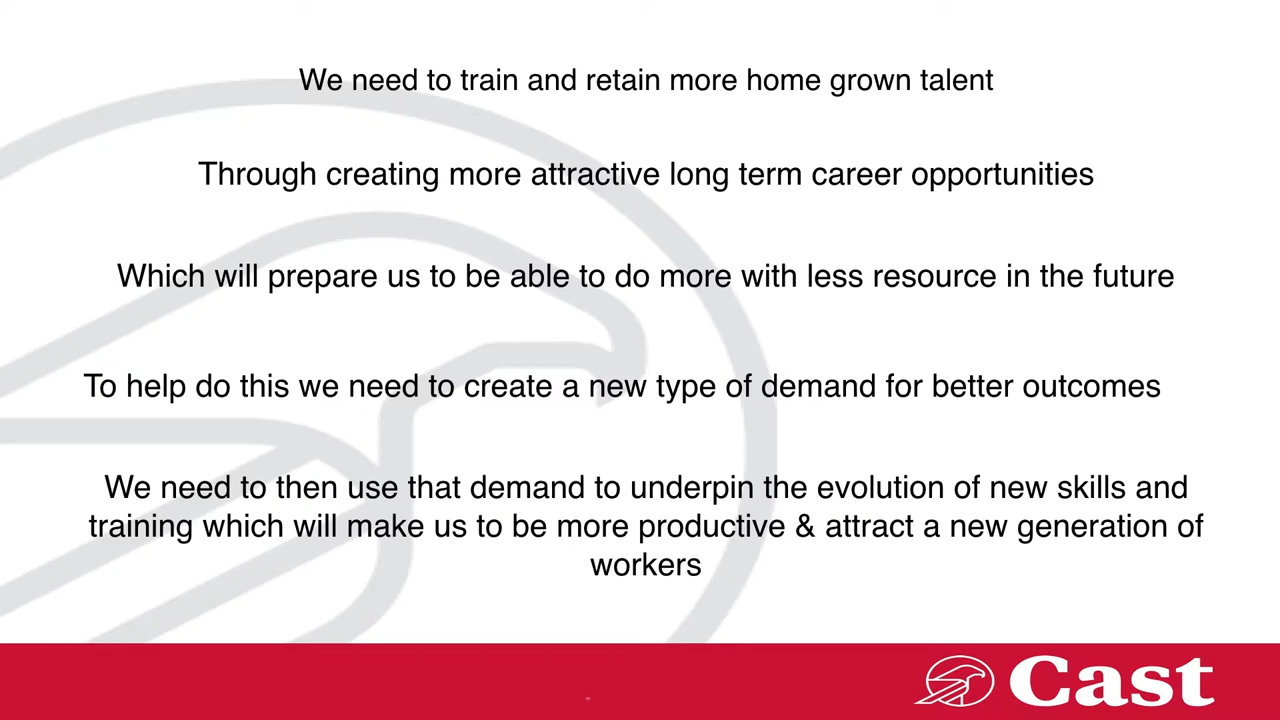 We need to train and retain more home grown talent
Through creating more attractive long term career opportunities
Which will prepare us to be able to do more with less resource in the future
To help do this we need to create a new type of demand for better outcomes
We need to then use that demand to underpin the evolution of new skills and
training which will make us to be more productive & attract a new generation of
workers
Cast